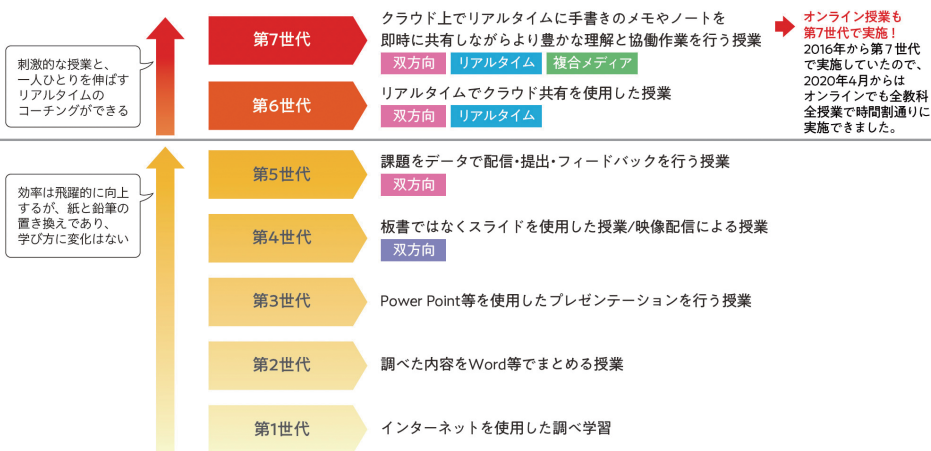 第7世代
クラウド上でリアルタイムに手書きのメモやノートを
即時に共有しながらより豊かな理解と協働作業を行う授業
双方向 リアルタイム 複合メディア
オンライン授業も
第7世代で実施！
2016年から第7世代
で実施していたので、
2020年4月からは
オンラインでも全教科
全授業で時間割通りに
実施できました。
刺激的な授業と、
一人ひとりを伸ばす
リアルタイムの
コーチングができる
第6世代
リアルタイムでクラウド共有を使用した授業
双方向 リアルタイム
第5世代
課題をデータで配信・提出・フィードバックを行う授業
双方向
効率は飛躍的に向上
するが、紙と鉛筆の
置き換えであり、
学び方に変化はない
第4世代
板書ではなくスライドを使用した授業/映像配信による授業
双方向
第3世代
Power Point等を使用したプレゼンテーションを行う授業
第2世代
調べた内容をWord等でまとめる授業
第1世代
インターネットを使用した調べ学習